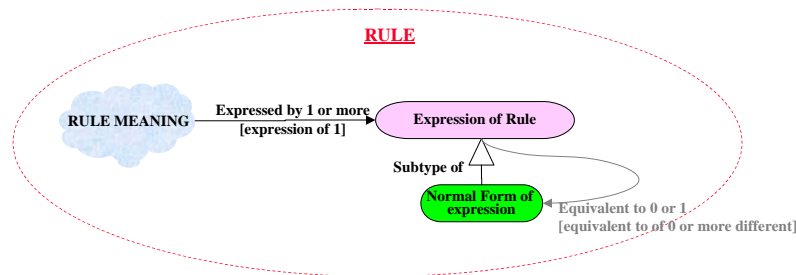 RULE
Expressed by 1 or more
RULE MEANING
[expression of 1]
Expression of Rule
Subtype of
Normal Form of
expression
Equivalent to 0 or 1
[equivalent to of 0 or more different]